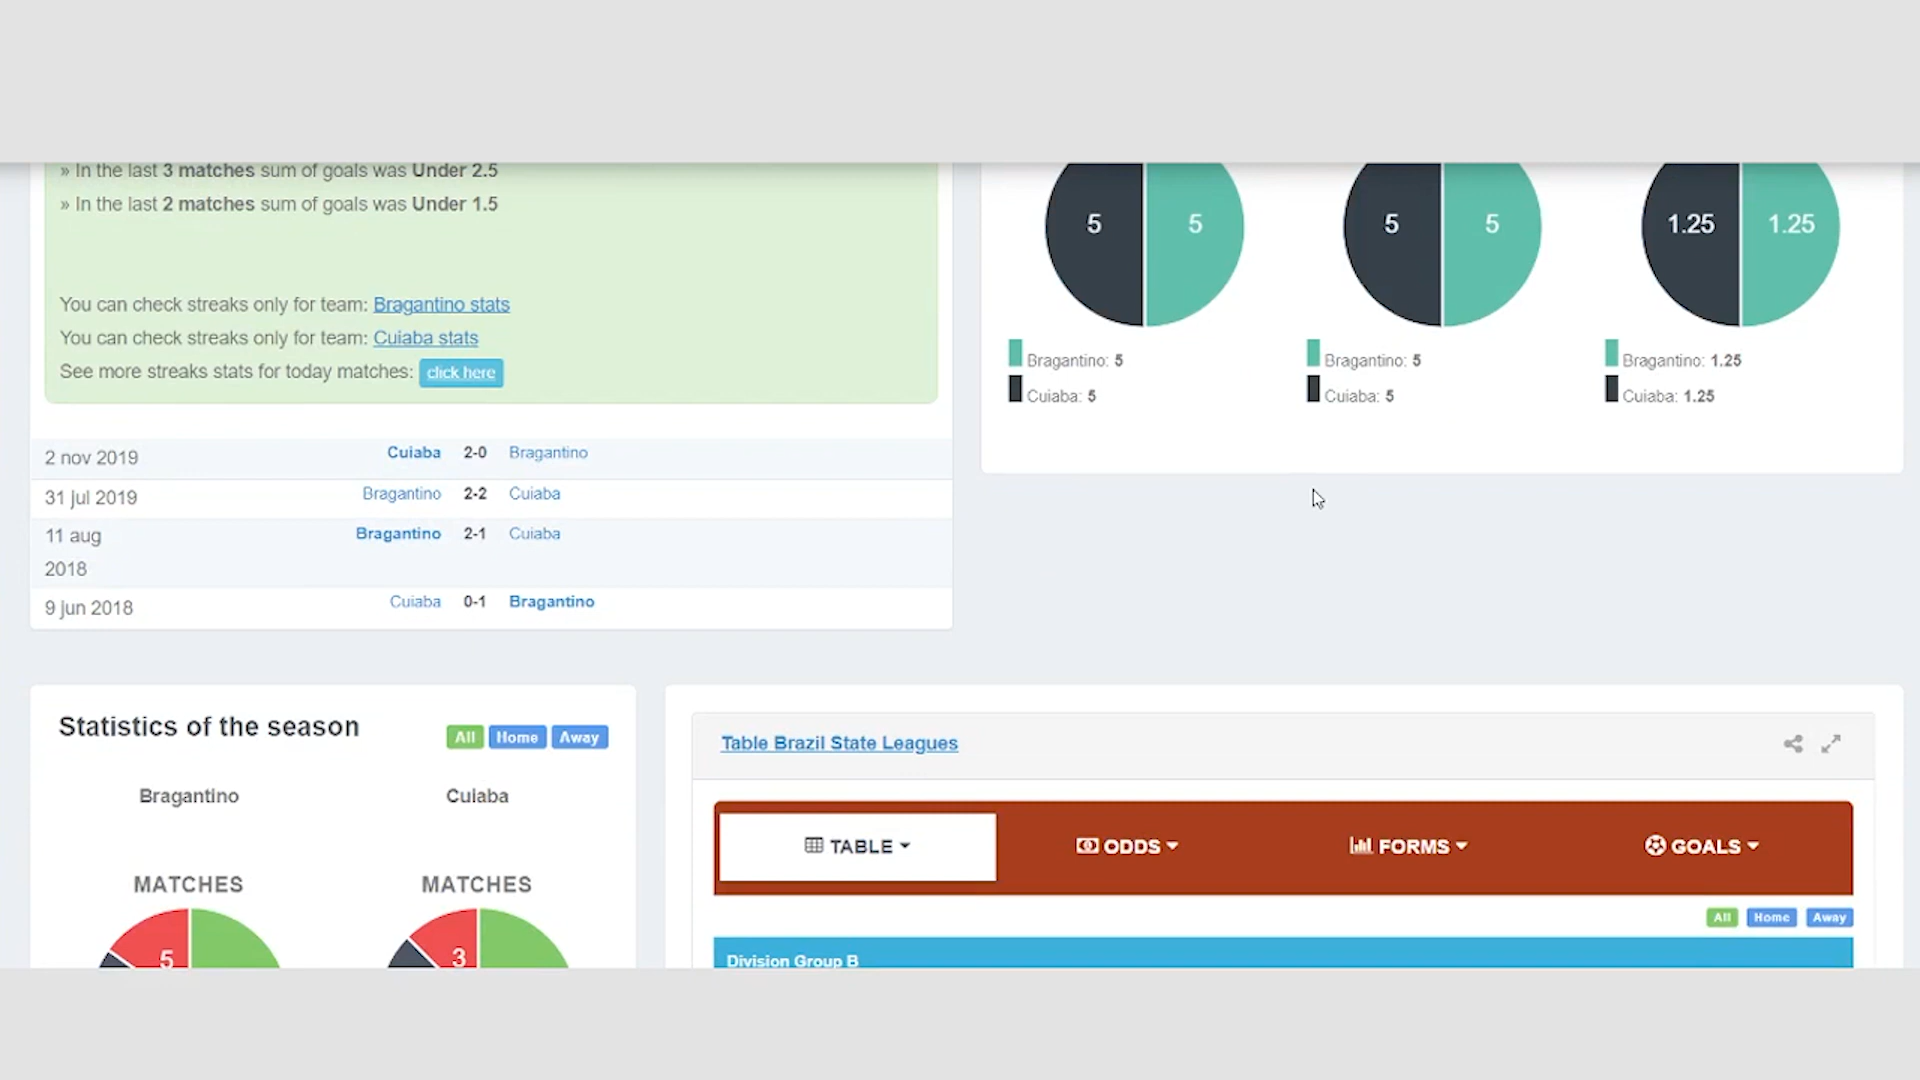 » In the last 3 matches sum of goals was Under 2.5
» In the last 2 matches sum of goals was Under 1.5
You can check streaks only for team: Bragantino stats
You can check streaks only for team: Cuiaba stats
See more streaks stats for today matches: click here
5 5
5 5
1.25 1.25
Bragantino: 5
Cuiaba: 5
Bragantino: 5
Cuiaba: 5
Bragantino: 1.25
Cuiaba: 1.25
2 nov 2019 Cuiaba 2-0 Bragantino
31 jul 2019 Bragantino 2-2 Cuiaba
11 aug
2018
Bragantino 2-1 Cuiaba
9 jun 2018 Cuiaba 0-1 Bragantino
Statistics of the season
All Home Away
Bragantino Cuiaba
MATCHES MATCHES
5 3
Table Brazil State Leagues
TABLE ODDS FORMS GOALS
All Home Away
Division Group B